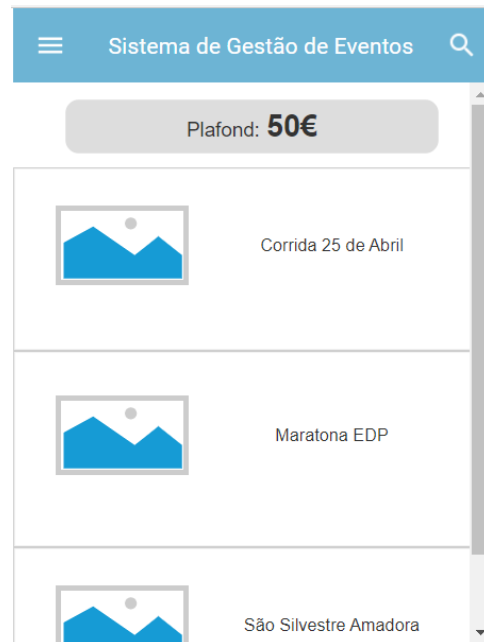 Sistema de Gestão de Eventos
Plafond: 50€
Corrida 25 de Abril
Maratona EDP
São Silvestre Amadora